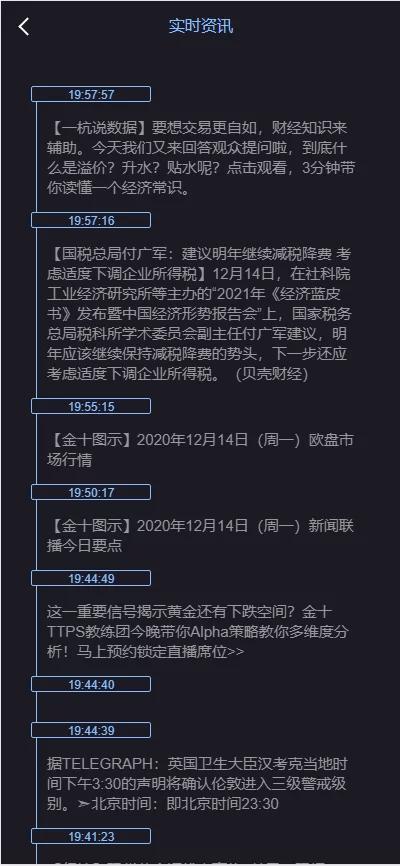 实时资讯
19:57:57
【一杭说数据】要想交易更自如，财经知识来
辅助。今天我们又来回答观众提问啦，到底什
么是溢价？升水？贴水呢？点击观看，3分钟带
你读懂一个经济常识。
19:57:16
【国税总局付广军：建议明年继续减税降费 考
虑适度下调企业所得税】12月14日，在社科院
工业经济研究所等主办的“2021年《经济蓝皮
书》发布暨中国经济形势报告会”上，国家税务
总局税科所学术委员会副主任付广军建议，明
年应该继续保持减税降费的势头，下一步还应
考虑适度下调企业所得税。（贝壳财经）
19:55:15
【金十图示】2020年12月14日（周一）欧盘市
场行情
19:50:17
【金十图示】2020年12月14日（周一）新闻联
播今日要点
19:44:49
这一重要信号揭示黄金还有下跌空间？金十
TTPS教练团今晚带你Alpha策略教你多维度分
析！马上预约锁定直播席位>>
19:44:40
19:44:39
据TELEGRAPH：英国卫生大臣汉考克当地时
间下午3:30的声明将确认伦敦进入三级警戒级
别。➣北京时间：即北京时间23:30
19:41:23